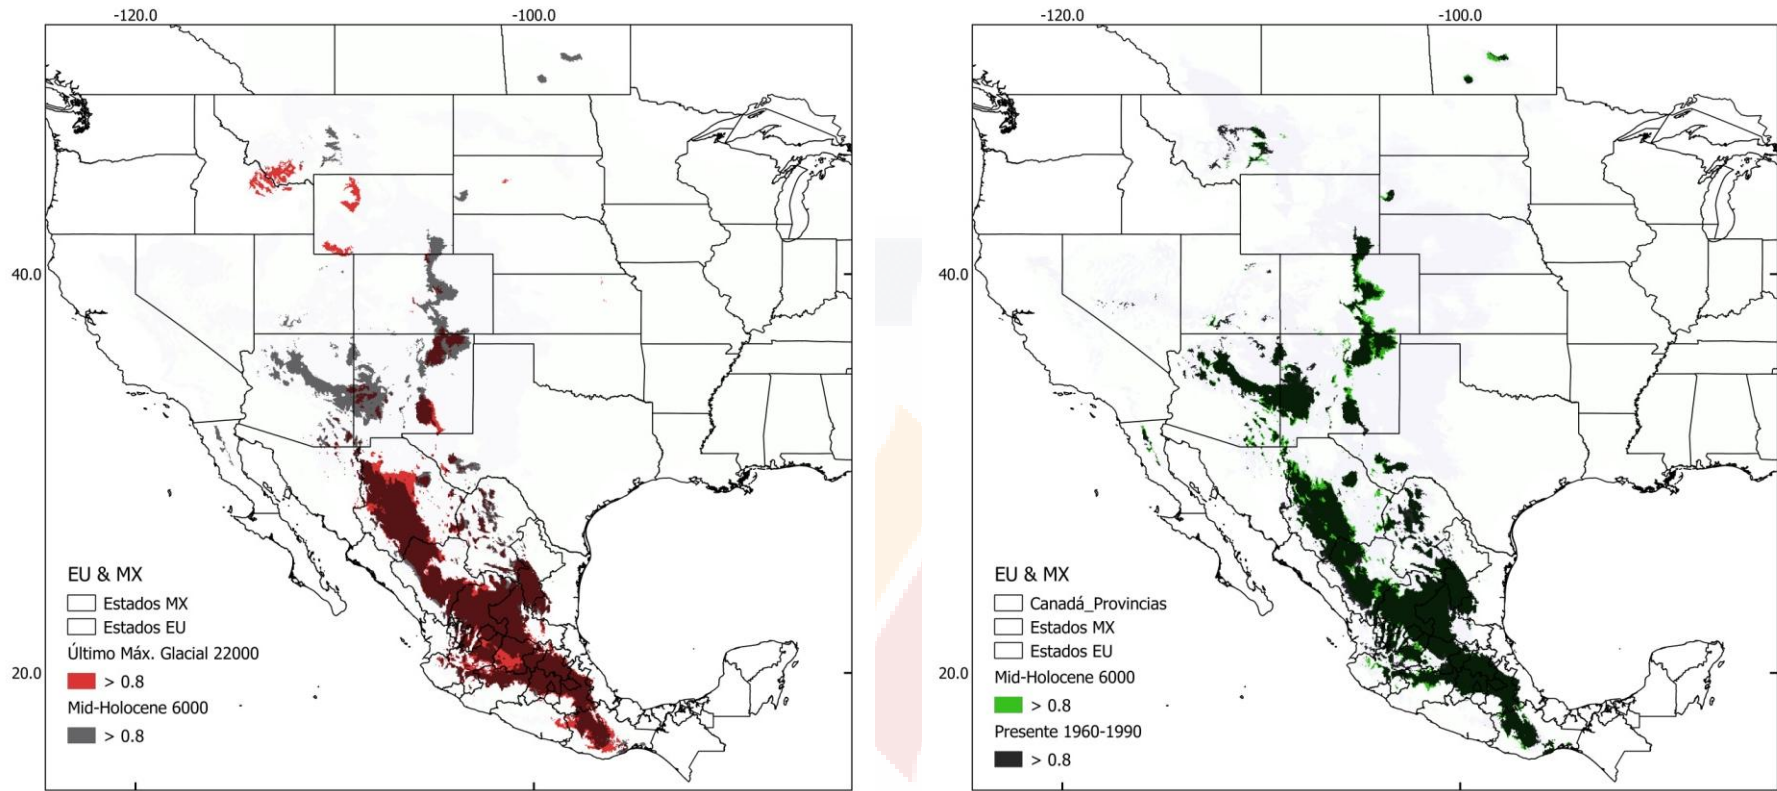 -120.0
-100.0
40.0
20.0
EU & MX
Estados MX
Estados EU
Último Máx. Glacial 22000
> 0.8
Mid-Holocene 6000
> 0.8
-120.0
-100.0
40.0
20.0
EU & MX
Canadá_Provincias
Estados MX
Estados EU
Mid-Holocene 6000
> 0.8
Presente 1960-1990
> 0.8